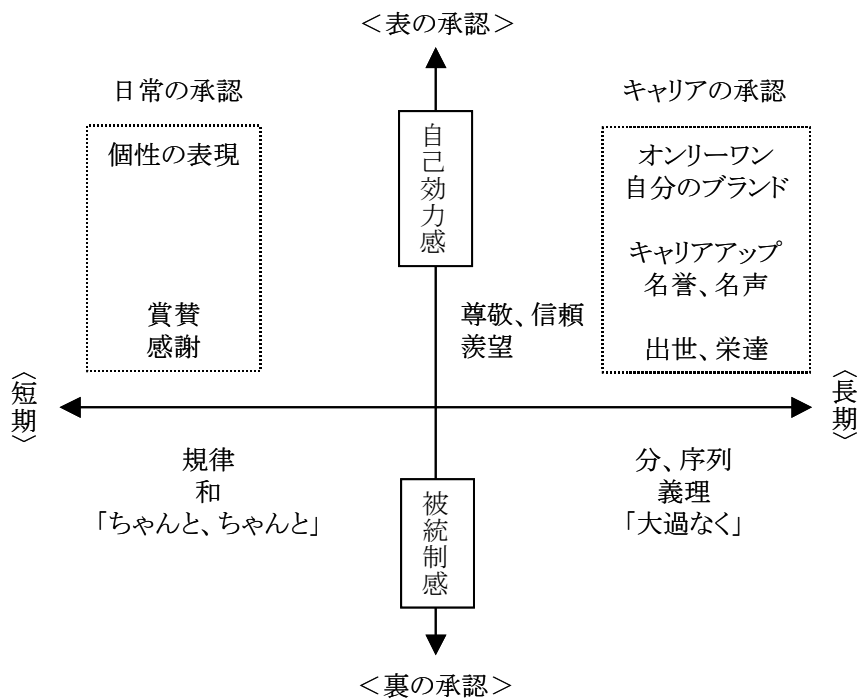 ＜表の承認＞
日常の承認
キャリアの承認
個性の表現
賞賛
感謝
自己効力感
オンリーワン
自分のブランド
キャリアアップ
名誉、名声
出世、栄達
尊敬、信頼
羨望
〈短期〉
〈長期〉
規律
和
「ちゃんと、ちゃんと」
被統制感
分、序列
義理
「大過なく」
＜裏の承認＞